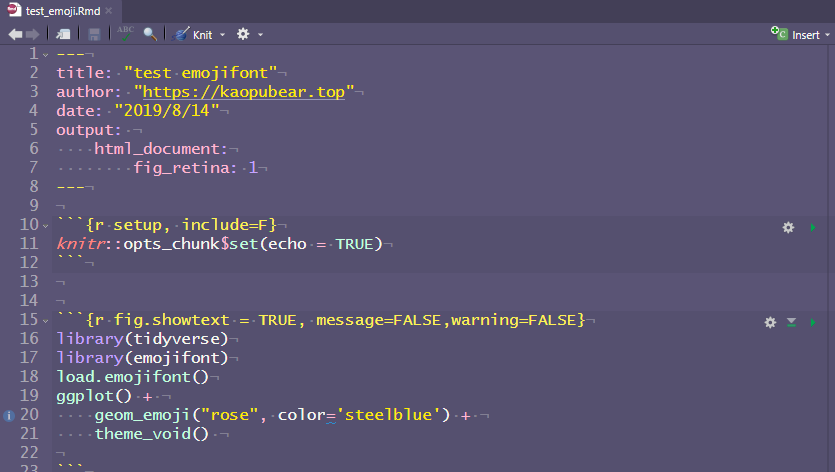 test_emoji.Rmd
ABC Knit Insert
1 ---
2 title: "test emojifont"
3 author: "https://kaopubear.top"
4 date: "2019/8/14"
5 output:
6     html_document:
7         fig_retina: 1
8 ---
9
10 ```{r setup, include=F}
11 knitr::opts_chunk$set(echo = TRUE)
12 ```
13
14
15 ```{r fig.showtext = TRUE, message=FALSE,warning=FALSE}
16 library(tidyverse)
17 library(emojifont)
18 load.emojifont()
19 ggplot() +
20     geom_emoji("rose", color='steelblue') +
21     theme_void()
22
23 ```